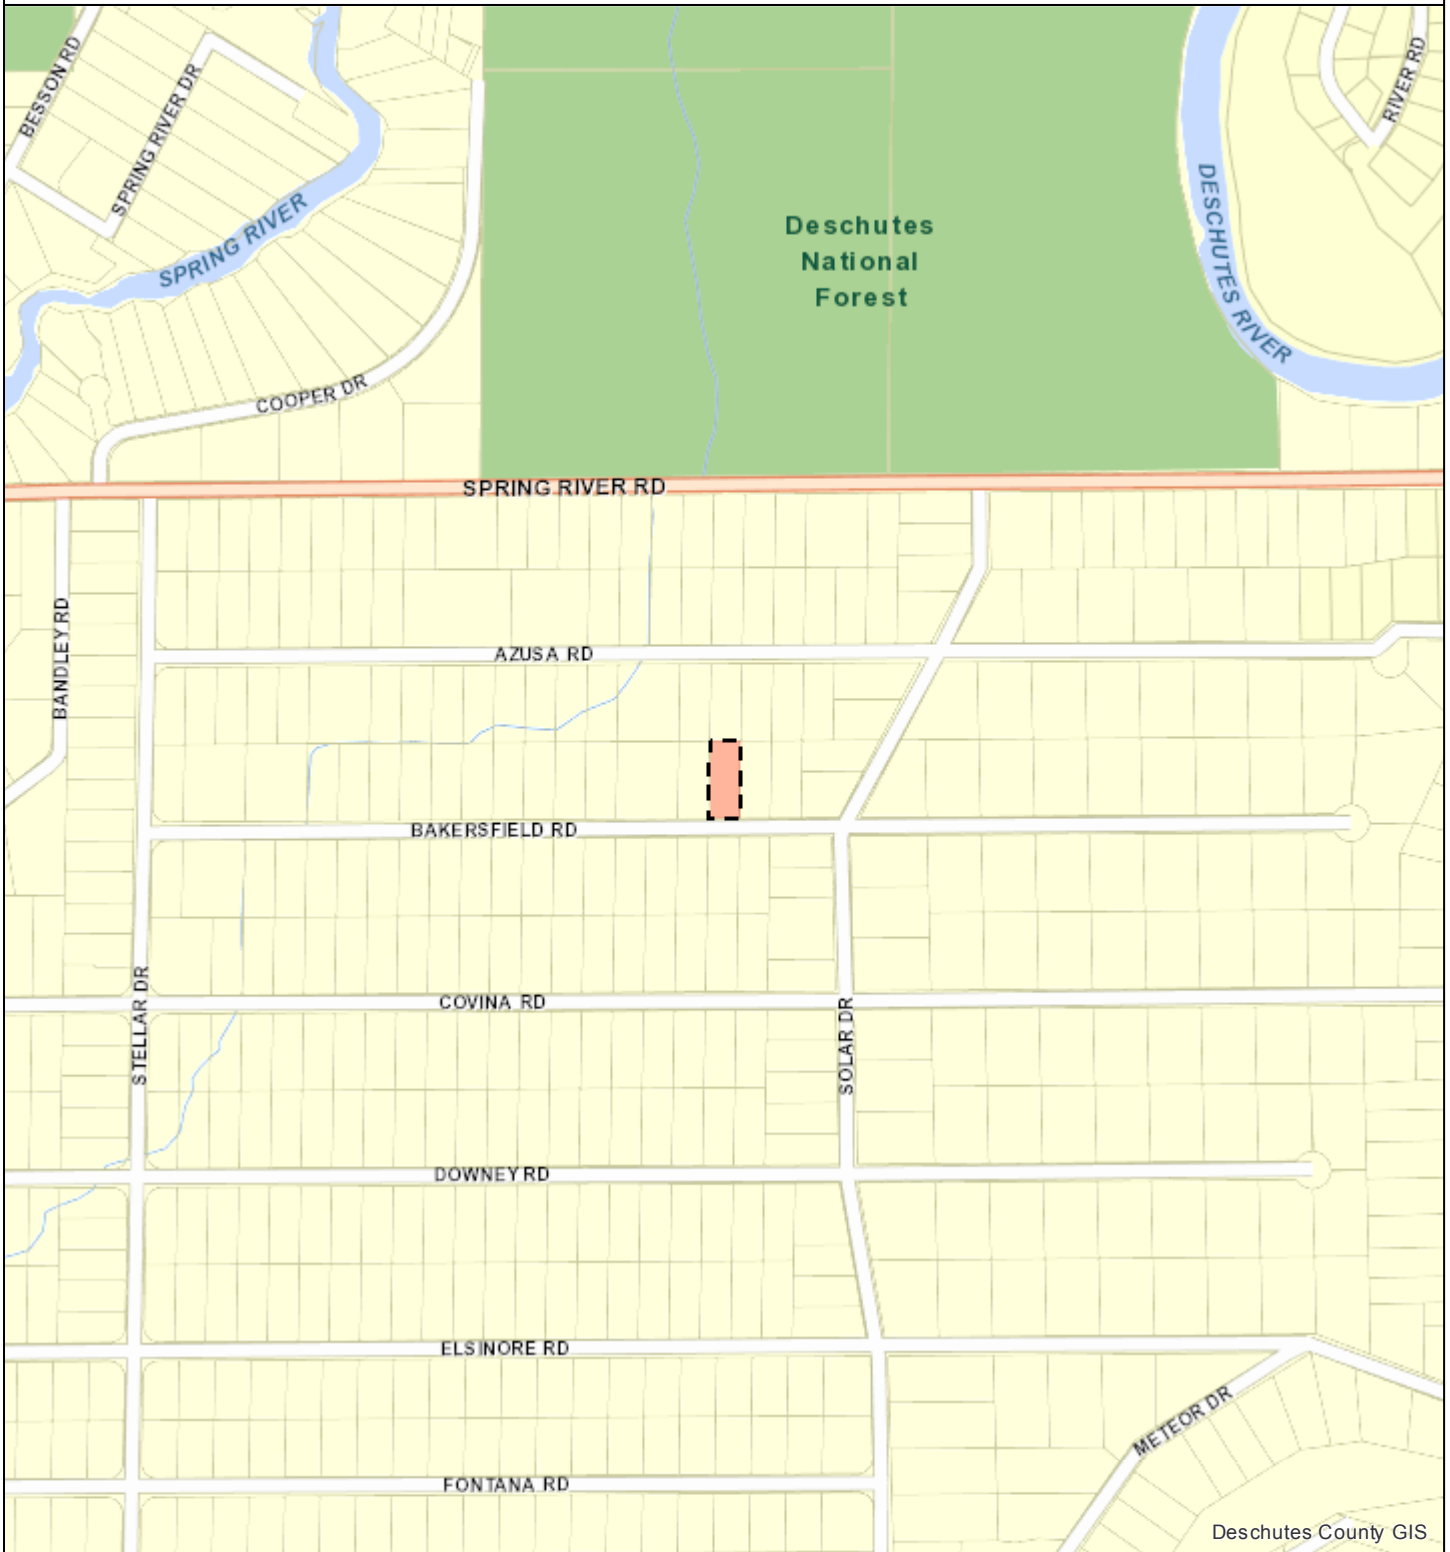 BESSON RD
SPRING RIVER DR
RIVER RD
SPRING RIVER
DESCHUTES RIVER
Deschutes
National
Forest
COOPER DR
SPRING RIVER RD
BANDLEY RD
AZUSA RD
BAKERSFIELD RD
STELLAR DR
COVINA RD
SOLAR DR
DOWNEY RD
ELSINORE RD
METEOR DR
FONTANA RD
Deschutes County GIS